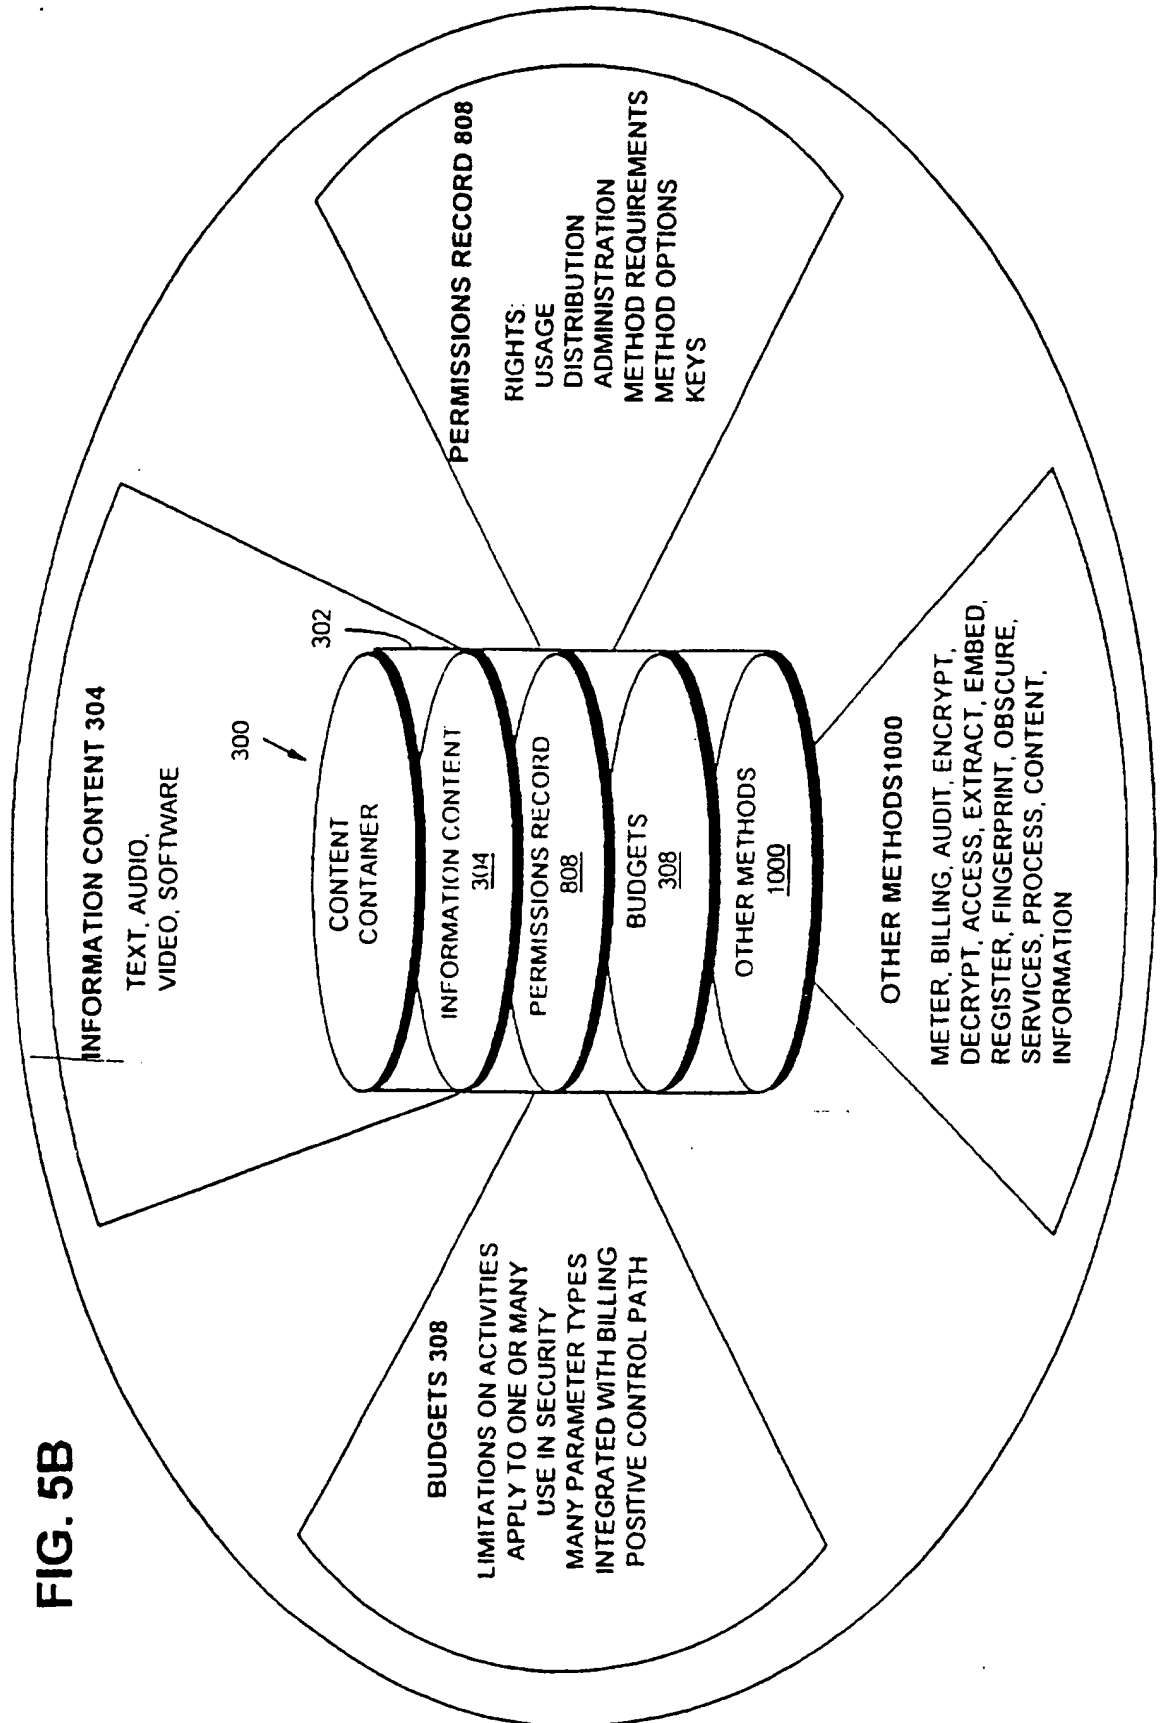 FIG. 5B
INFORMATION CONTENT 304
TEXT, AUDIO,
VIDEO, SOFTWARE
BUDGETS 308
LIMITATIONS ON ACTIVITIES
APPLY TO ONE OR MANY
USE IN SECURITY
MANY PARAMETER TYPES
INTEGRATED WITH BILLING
POSITIVE CONTROL PATH
300
302
CONTENT
CONTAINER
INFORMATION CONTENT
304
PERMISSIONS RECORD
808
BUDGETS
308
OTHER METHODS
1000
PERMISSIONS RECORD 808
RIGHTS:
USAGE
DISTRIBUTION
ADMINISTRATION
METHOD REQUIREMENTS
METHOD OPTIONS
KEYS
OTHER METHODS1000
METER, BILLING, AUDIT, ENCRYPT,
DECRYPT, ACCESS, EXTRACT, EMBED,
REGISTER, FINGERPRINT, OBSCURE,
SERVICES, PROCESS, CONTENT,
INFORMATION